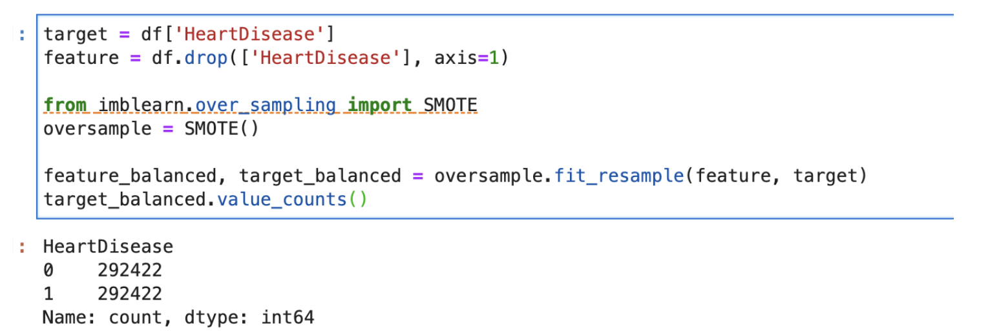 : target = df['HeartDisease']
feature = df.drop(['HeartDisease'], axis=1)
from imblearn.over_sampling import SMOTE
oversample = SMOTE()
feature_balanced, target_balanced = oversample.fit_resample(feature, target)
target_balanced.value_counts()
: HeartDisease
0    292422
1    292422
Name: count, dtype: int64